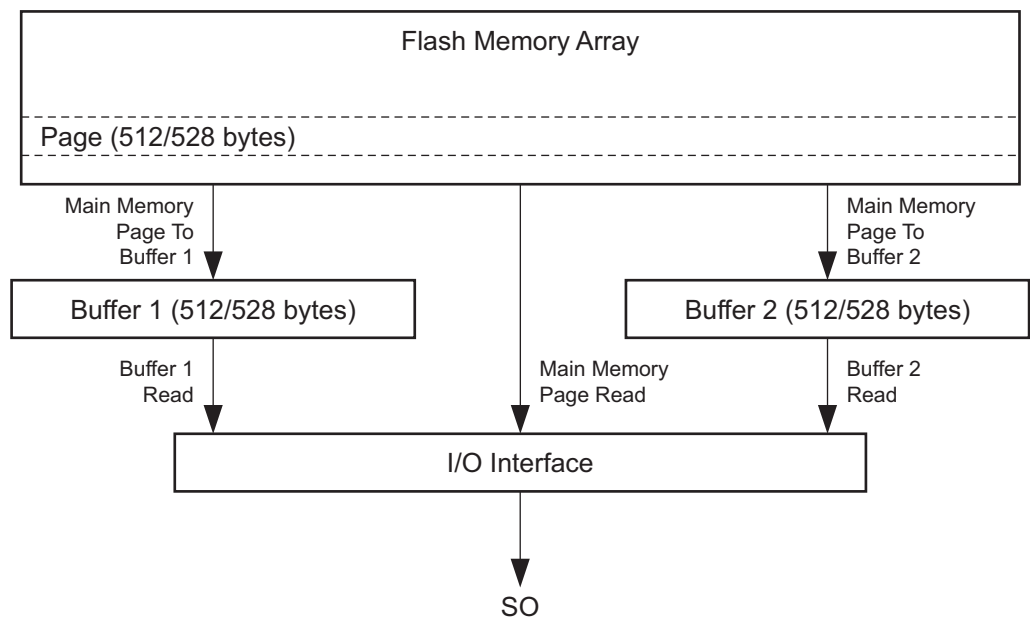 Flash Memory Array
Page (512/528 bytes)
Main Memory
Page To
Buffer 1
Main Memory
Page To
Buffer 2
Buffer 1 (512/528 bytes)
Buffer 2 (512/528 bytes)
Buffer 1
Read
Main Memory
Page Read
Buffer 2
Read
I/O Interface
SO